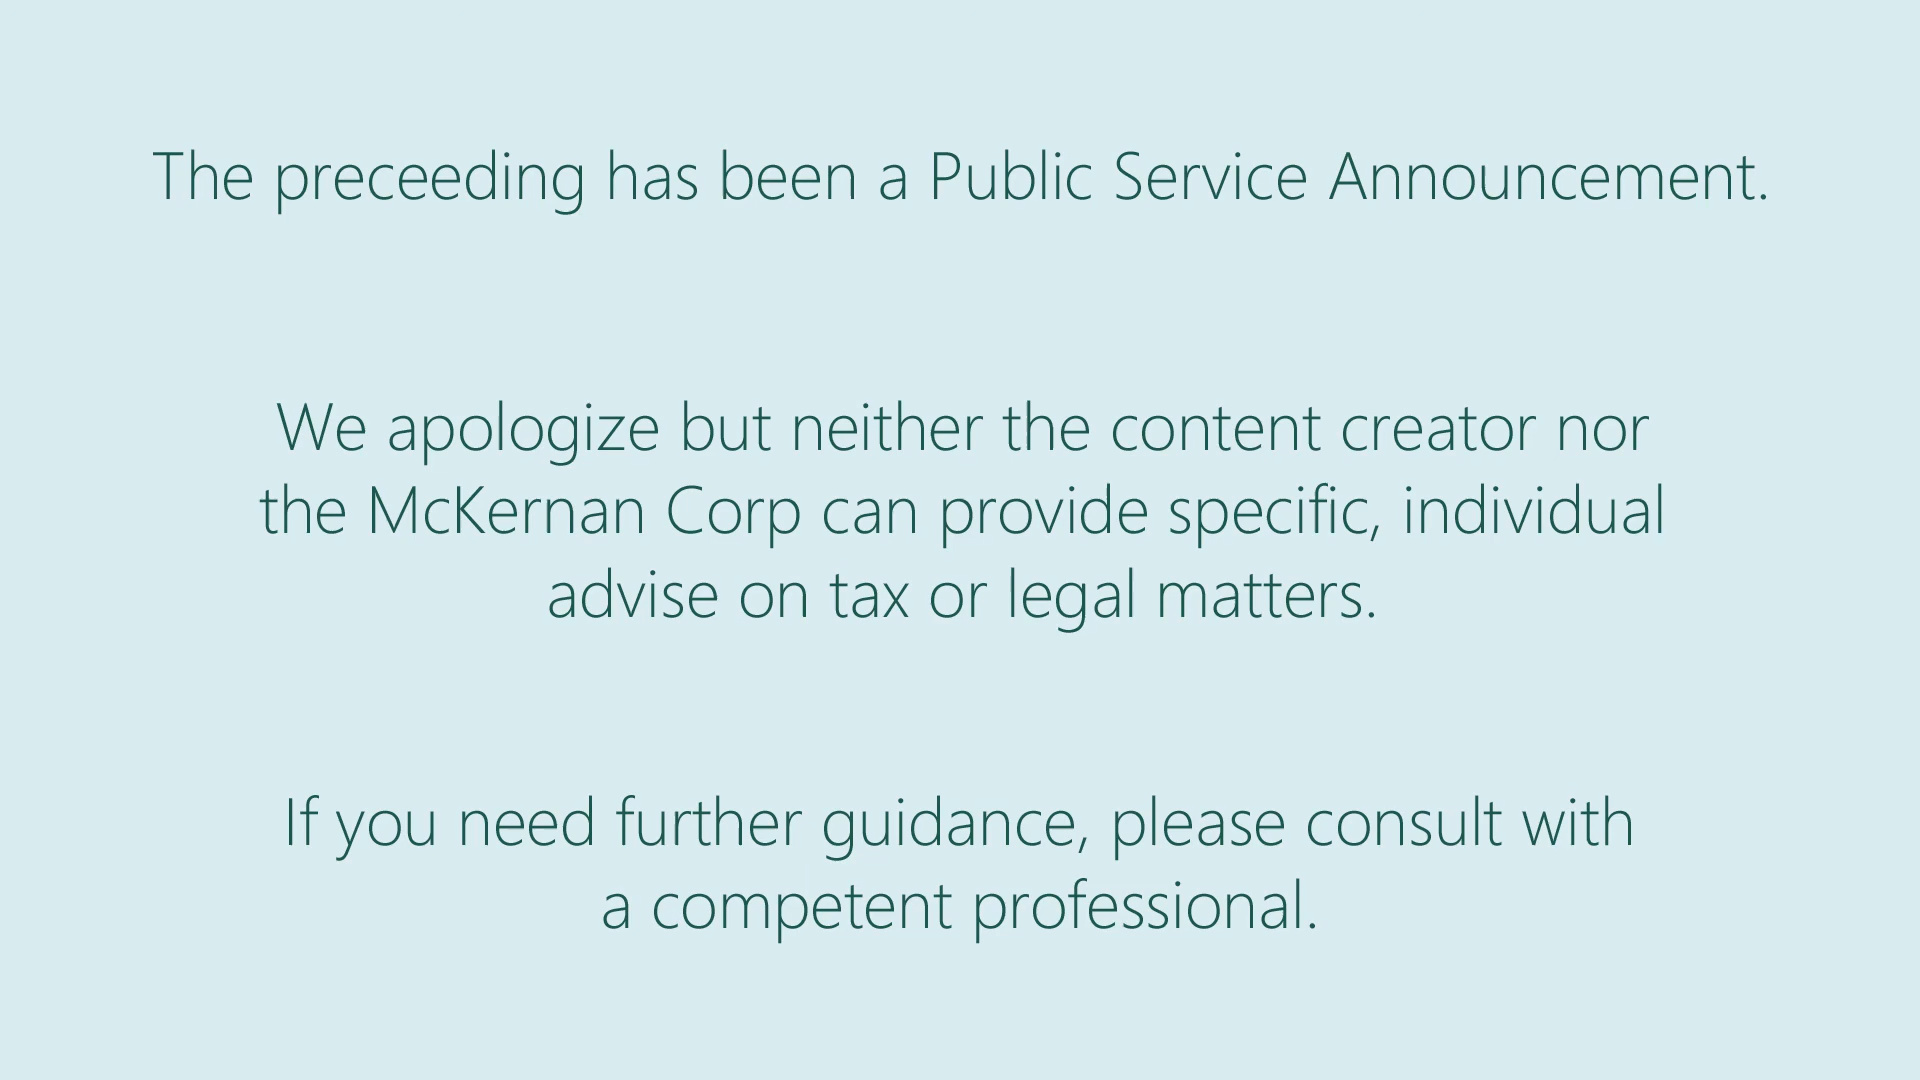 The preceeding has been a Public Service Announcement.
We apologize but neither the content creator nor
the McKernan Corp can provide specific, individual
advise on tax or legal matters.
If you need further guidance, please consult with
a competent professional.